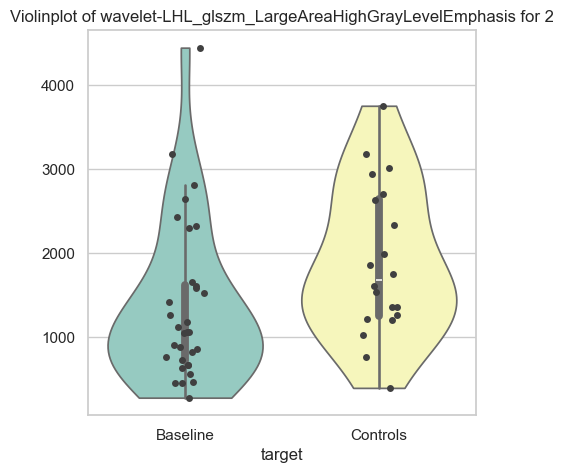 Violinplot of wavelet-LHL_glszm_LargeAreaHighGrayLevelEmphasis for 2
4000
3000
2000
1000
Baseline
Controls
target